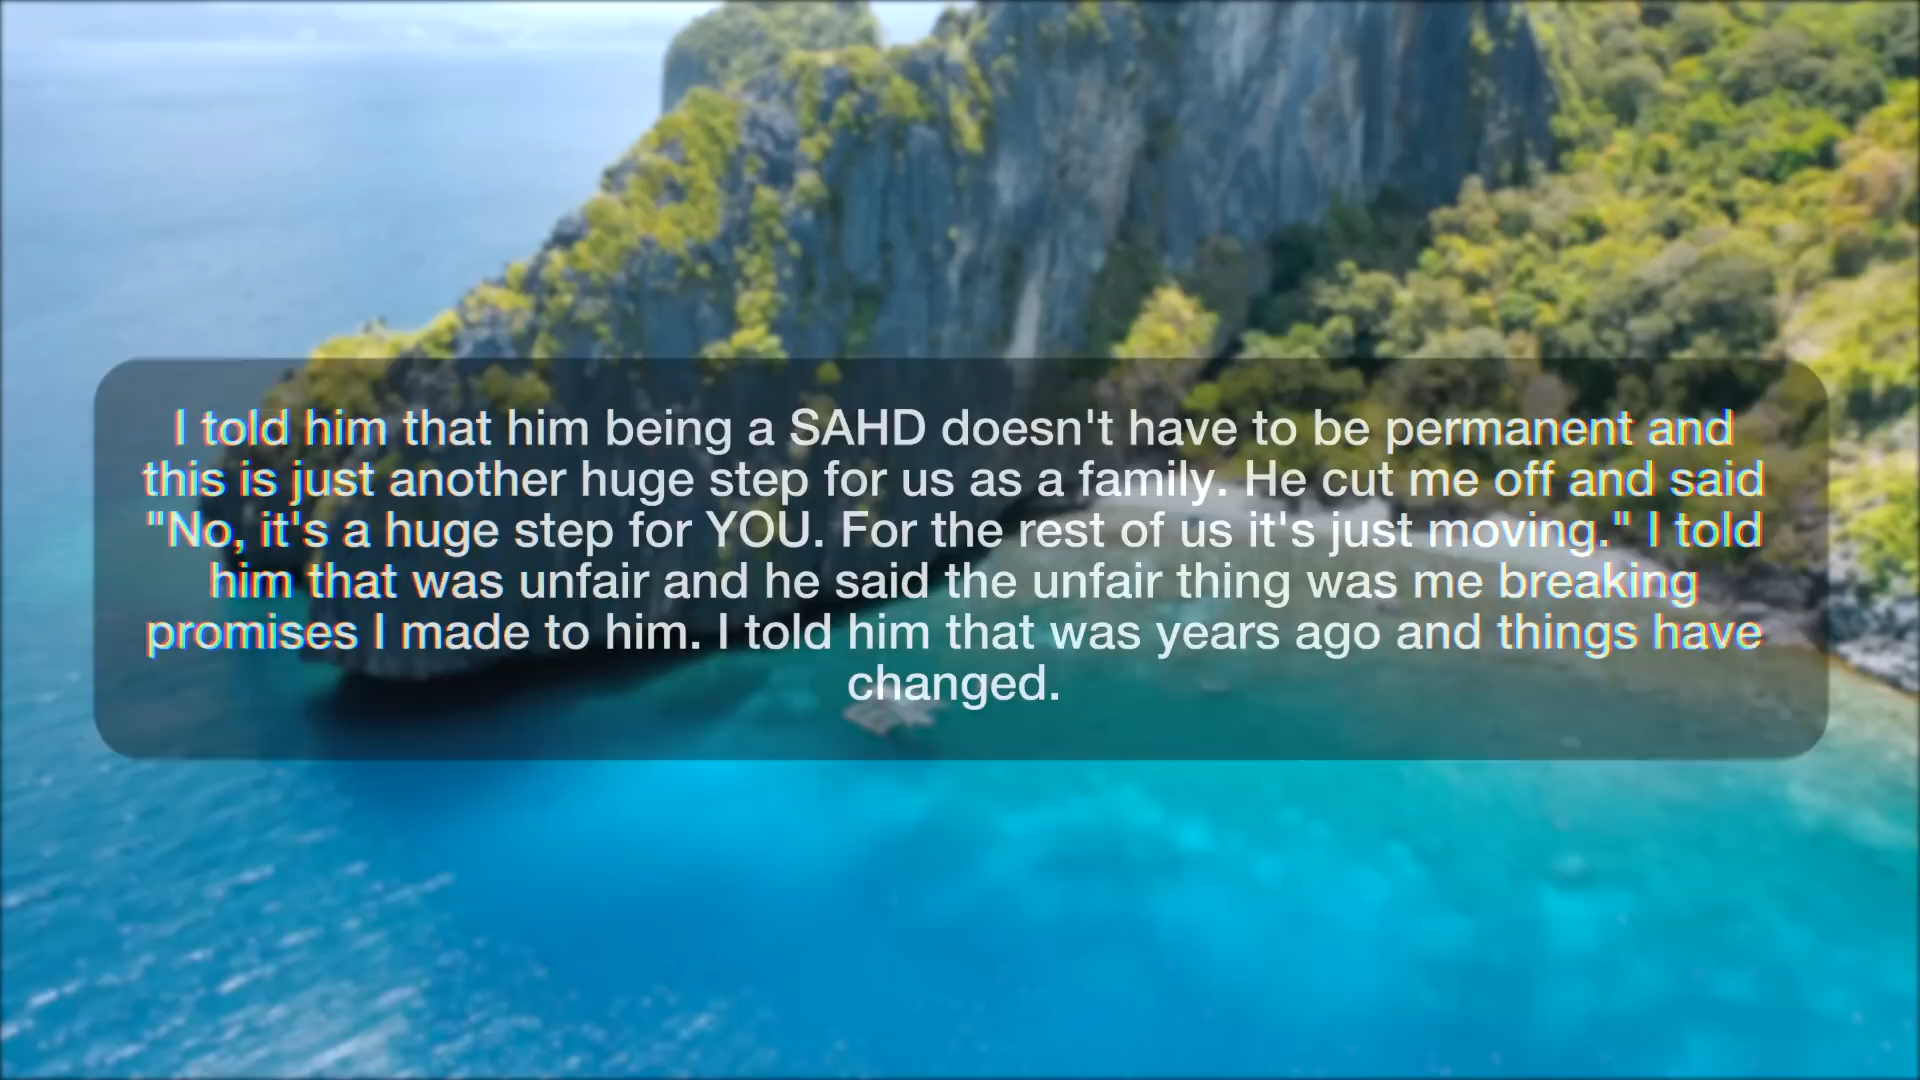 I told him that him being a SAHD doesn't have to be permanent and
this is just another huge step for us as a family. He cut me off and said
"No, it's a huge step for YOU. For the rest of us it's just moving." I told
him that was unfair and he said the unfair thing was me breaking
promises I made to him. I told him that was years ago and things have
changed.